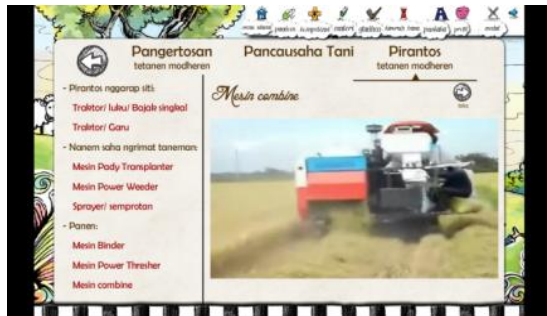 Pangertosan
tetanen modheren
Pancausaha Tani
Pirantos
tetanen modheren
- Pirantos nggarap siti:
Traktor/ luku/ Bajak singkal
Traktor/ Garu
- Nanem saha ngrimat taneman:
Mesin Pady Transplanter
Mesin Power Weeder
Sprayer/ semprotan
- Panen:
Mesin Binder
Mesin Power Thresher
Mesin combine
Mesin combine